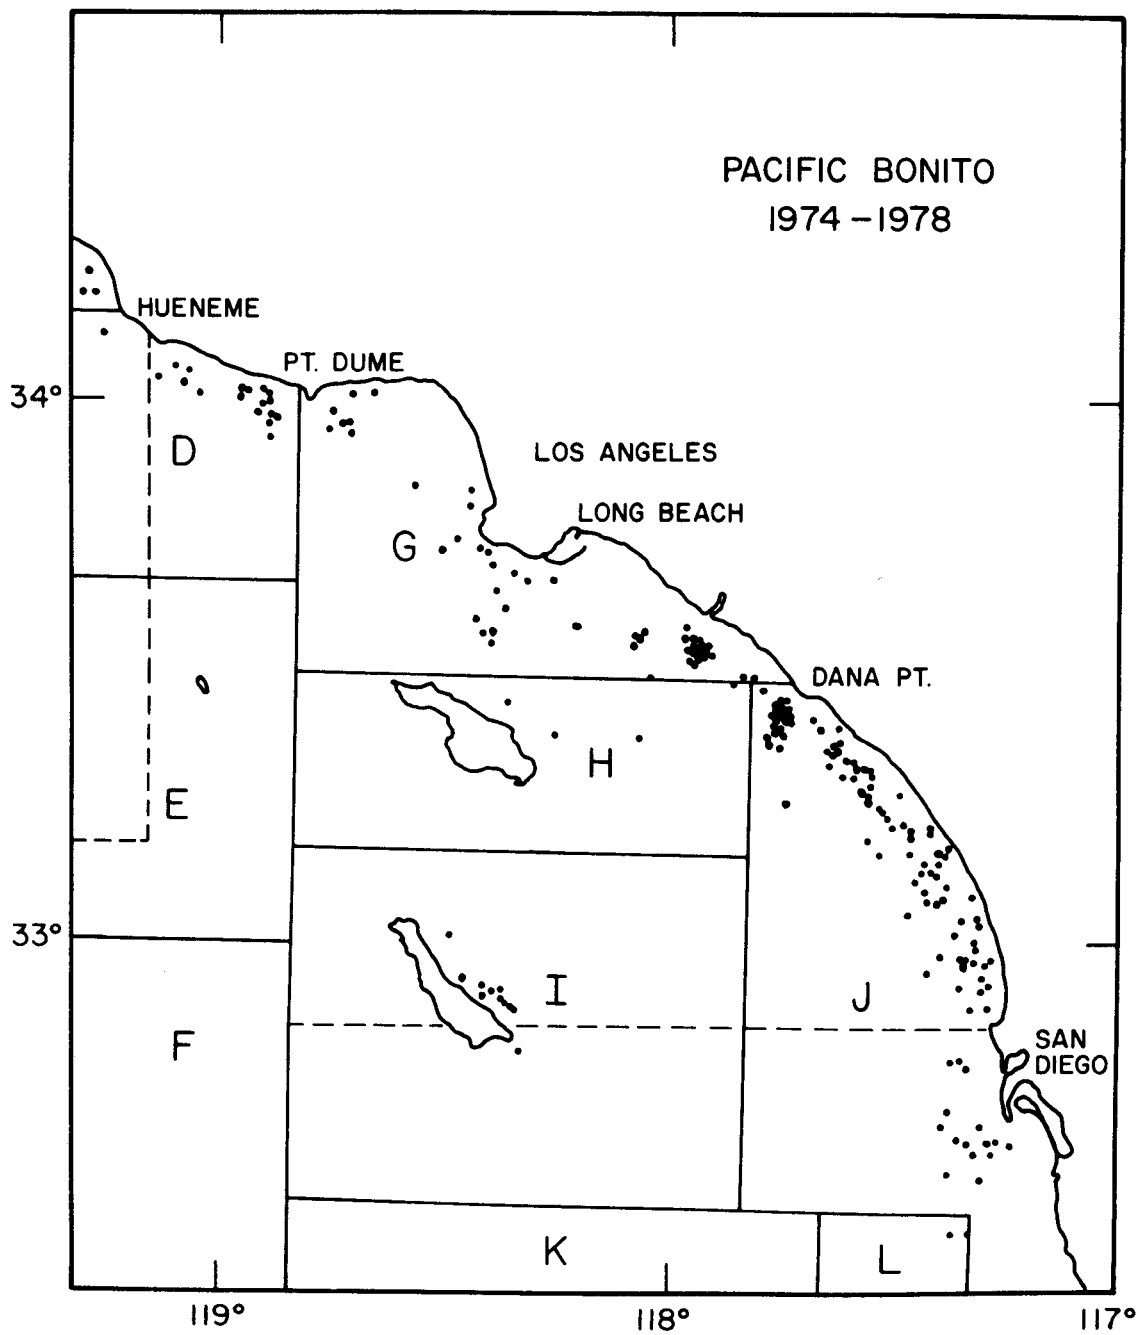 PACIFIC BONITO
1974-1978
HUENEME
PT. DUME
34°
LOS ANGELES
D
LONG BEACH
G
DANA PT.
H
E
33°
I
J
F
SAN
DIEGO
K
L
119°
118°
117°